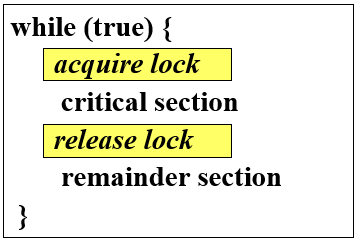 while (true) {
acquire lock
critical section
release lock
remainder section
}